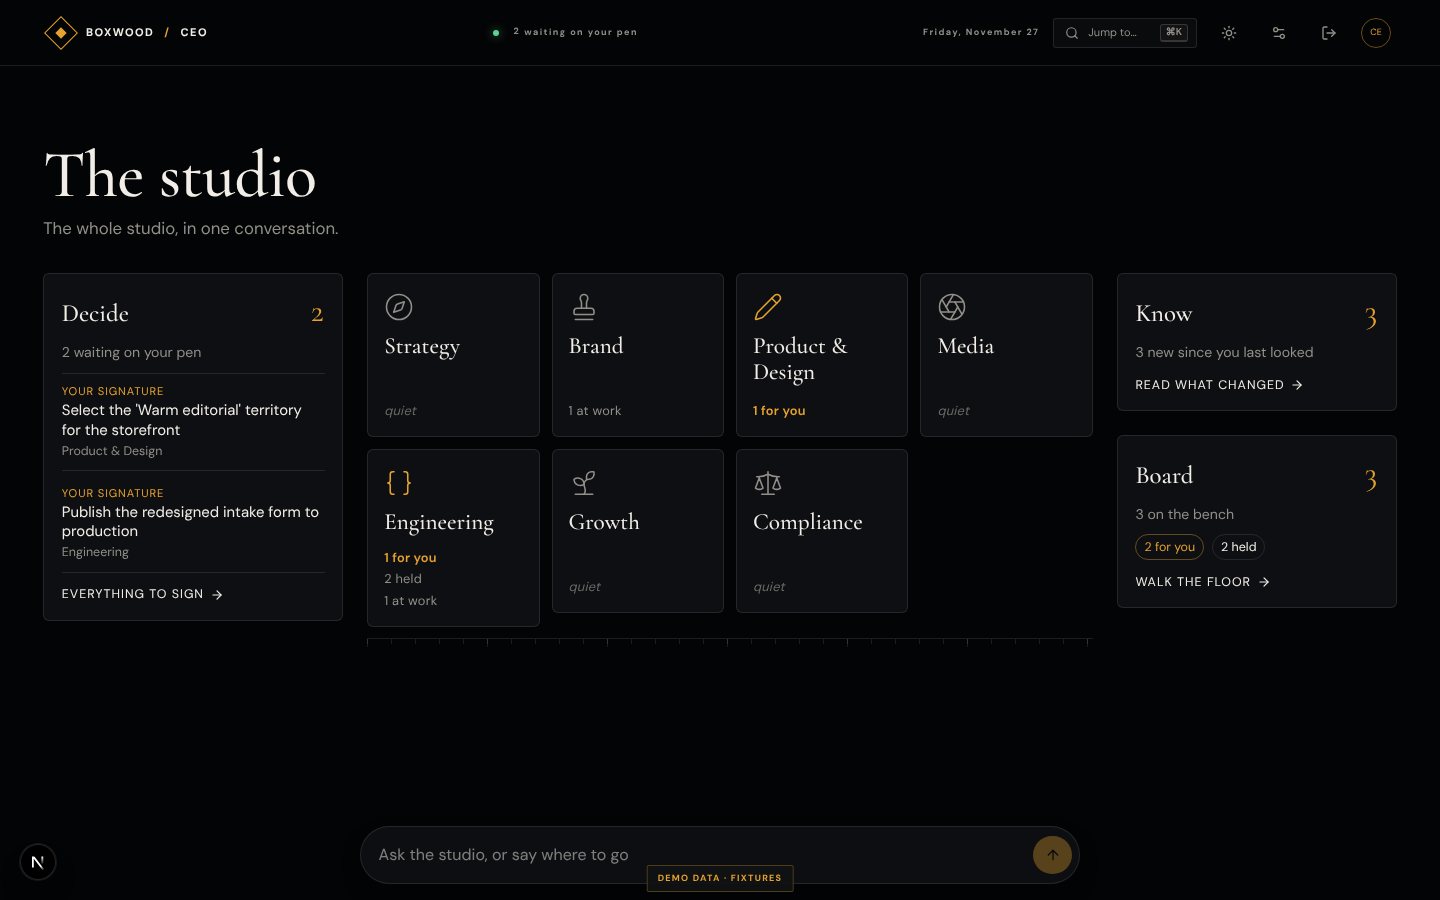 BOXWOOD / CEO
2 waiting on your pen
Friday, November 27
Jump to... ⌘K
CE
The studio
The whole studio, in one conversation.
Decide 2
2 waiting on your pen
YOUR SIGNATURE
Select the 'Warm editorial' territory
for the storefront
Product & Design
YOUR SIGNATURE
Publish the redesigned intake form to
production
Engineering
EVERYTHING TO SIGN →
Strategy
quiet
Brand
1 at work
Product &
Design
1 for you
Media
quiet
{ }
Engineering
1 for you
2 held
1 at work
Growth
quiet
Compliance
quiet
Know 3
3 new since you last looked
READ WHAT CHANGED →
Board 3
3 on the bench
2 for you 2 held
WALK THE FLOOR →
N
Ask the studio, or say where to go
DEMO DATA · FIXTURES